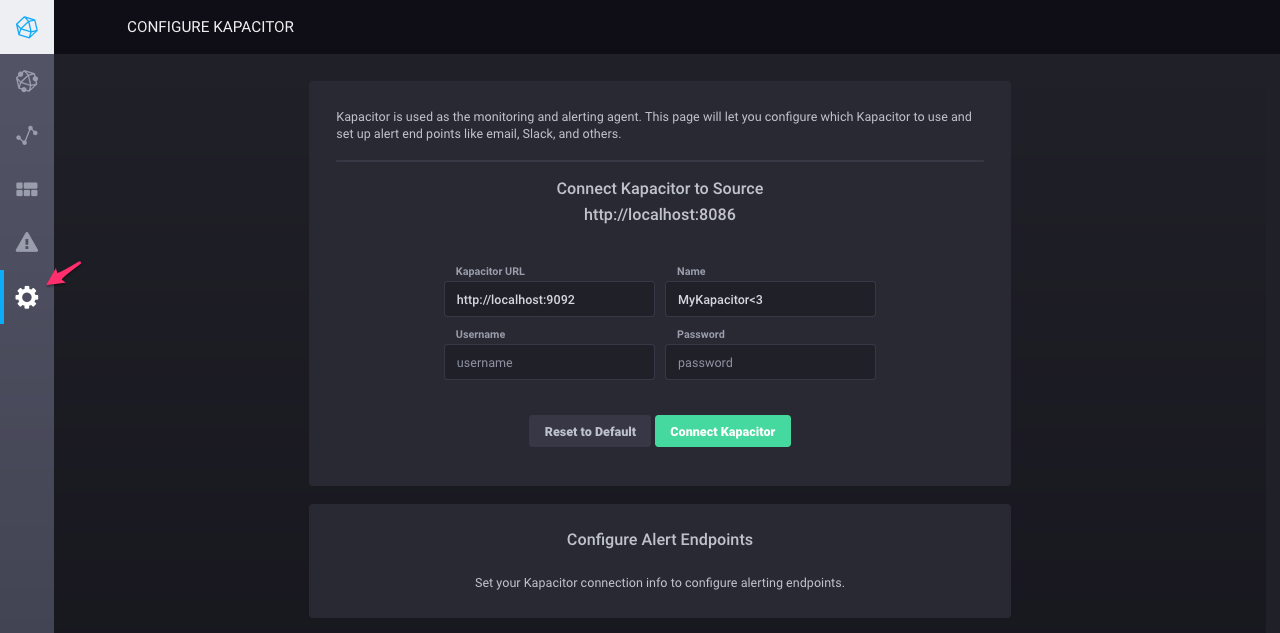 CONFIGURE KAPACITOR
Kapacitor is used as the monitoring and alerting agent. This page will let you configure which Kapacitor to use and
set up alert end points like email, Slack, and others.
Connect Kapacitor to Source
http://localhost:8086
Kapacitor URL
Name
http://localhost:9092
MyKapacitor<3
Username
Password
username
password
Reset to Default
Connect Kapacitor
Configure Alert Endpoints
Set your Kapacitor connection info to configure alerting endpoints.